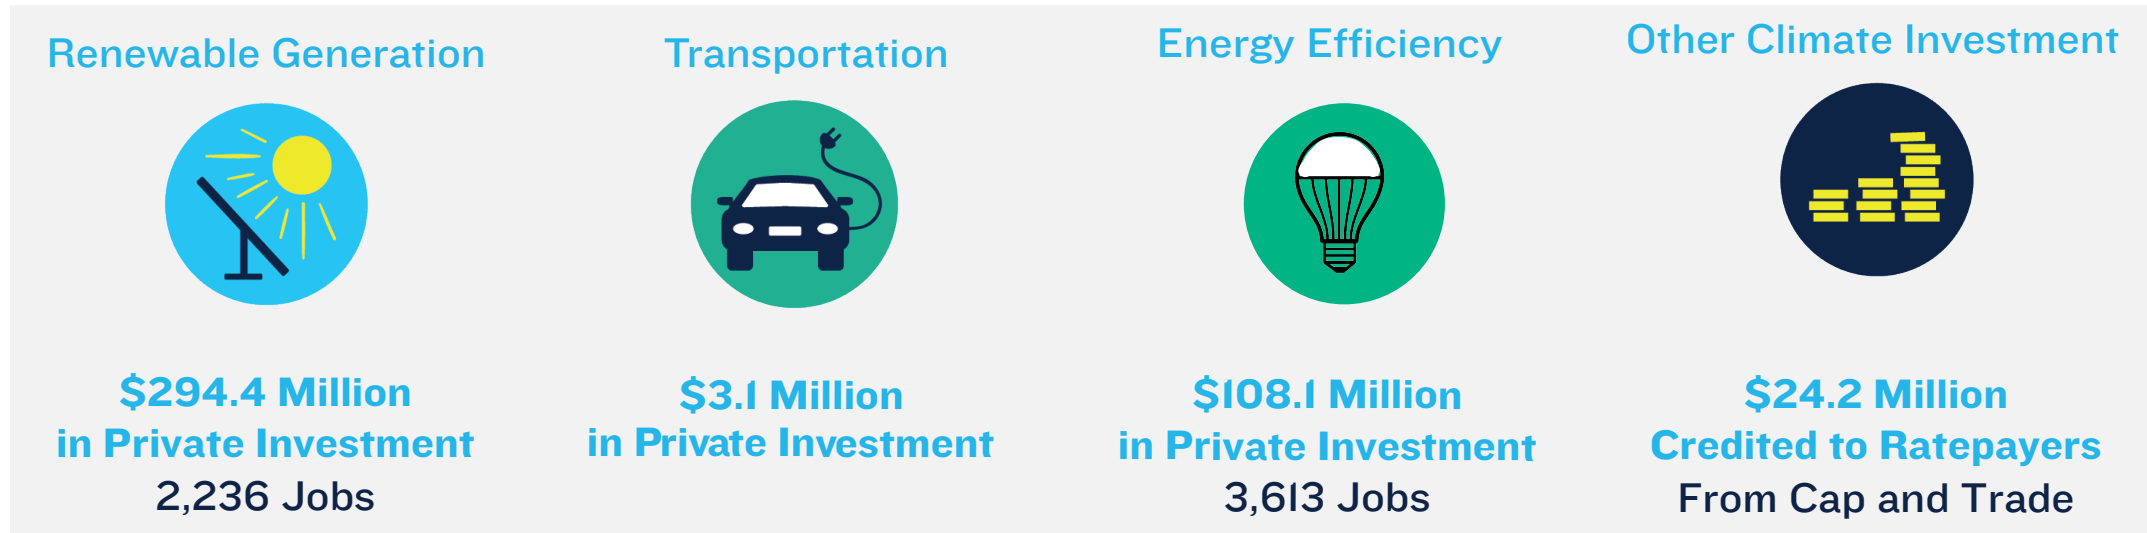 Renewable Generation
$294.4 Million
in Private Investment
2,236 Jobs
Transportation
$3.1 Million
in Private Investment
Energy Efficiency
$108.1 Million
in Private Investment
3,613 Jobs
Other Climate Investment
$24.2 Million
Credited to Ratepayers
From Cap and Trade